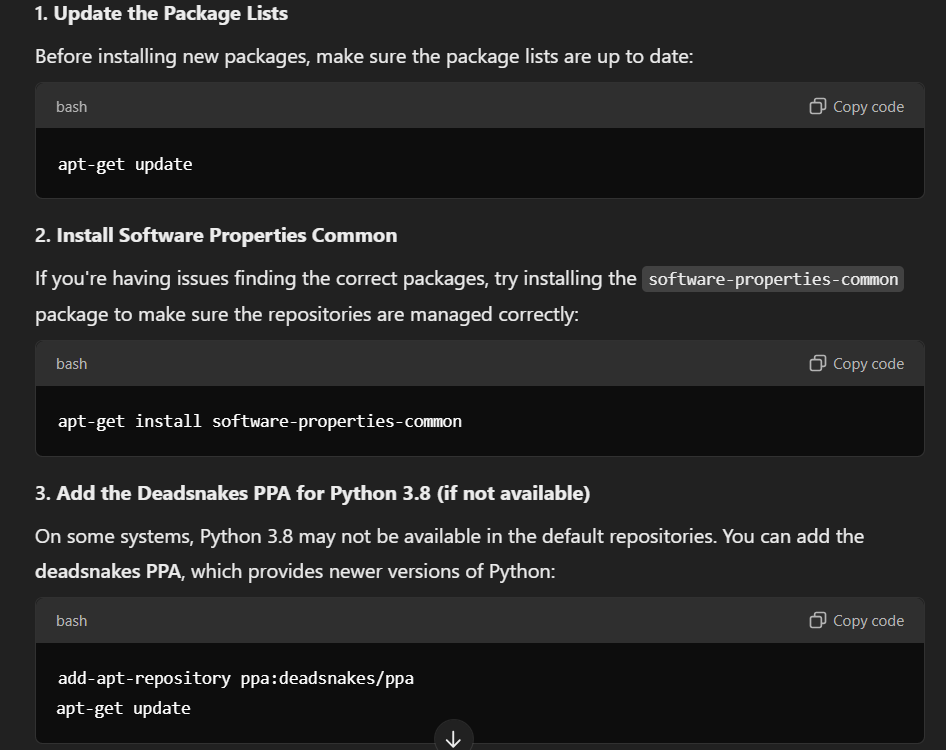 1. Update the Package Lists
Before installing new packages, make sure the package lists are up to date:
bash
Copy code
apt-get update
2. Install Software Properties Common
If you're having issues finding the correct packages, try installing the software-properties-common
package to make sure the repositories are managed correctly:
bash
Copy code
apt-get install software-properties-common
3. Add the Deadsnakes PPA for Python 3.8 (if not available)
On some systems, Python 3.8 may not be available in the default repositories. You can add the
deadsnakes PPA, which provides newer versions of Python:
bash
Copy code
add-apt-repository ppa:deadsnakes/ppa
apt-get update